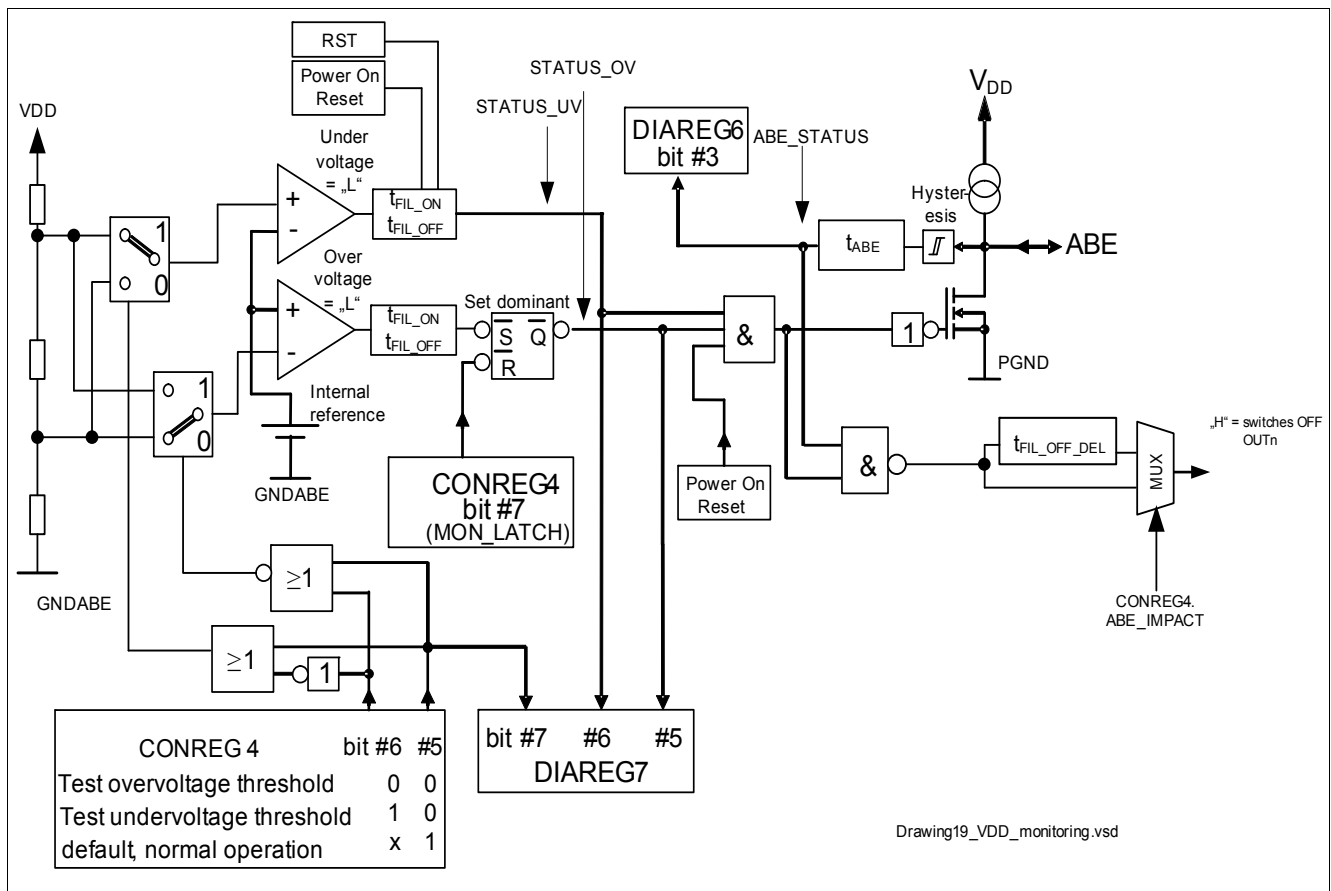 RST
Power On
Reset
VDD
Under
voltage
= „L“
+
-
tFIL_ON
tFIL_OFF
STATUS_OV
STATUS_UV
DIAREG6
bit #3
ABE_STATUS
VDD
Hyster-
esis
tABE
ABE
1
0
Over
voltage
= „L“
+
-
tFIL_ON
tFIL_OFF
Set dominant
S Q
R
&
1
PGND
1
0
Internal
reference
GNDABE
CONREG4
bit #7
(MON_LATCH)
Power On
Reset
&
tFIL_OFF_DEL
MUX
„H“ = switches OFF
OUTn
CONREG4.
ABE_IMPACT
GNDABE
≥1
≥1
1
CONREG 4 bit #6 #5
Test overvoltage threshold 0 0
Test undervoltage threshold 1 0
default, normal operation x 1
bit #7 #6 #5
DIAREG7
Drawing19_VDD_monitoring.vsd